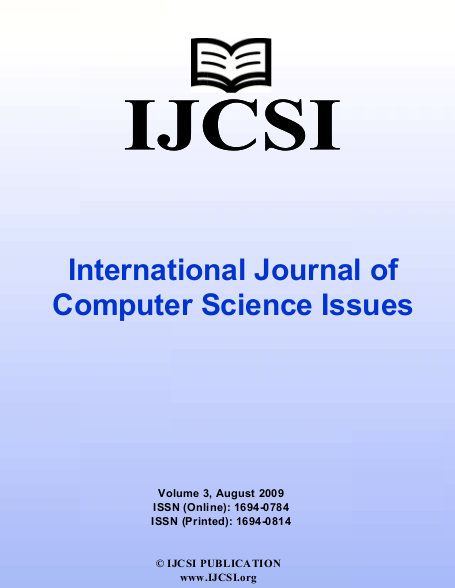 IJCSI
International Journal of
Computer Science Issues
Volume 3, August 2009
ISSN (Online): 1694-0784
ISSN (Printed): 1694-0814
© IJCSI PUBLICATION
www.IJCSI.org